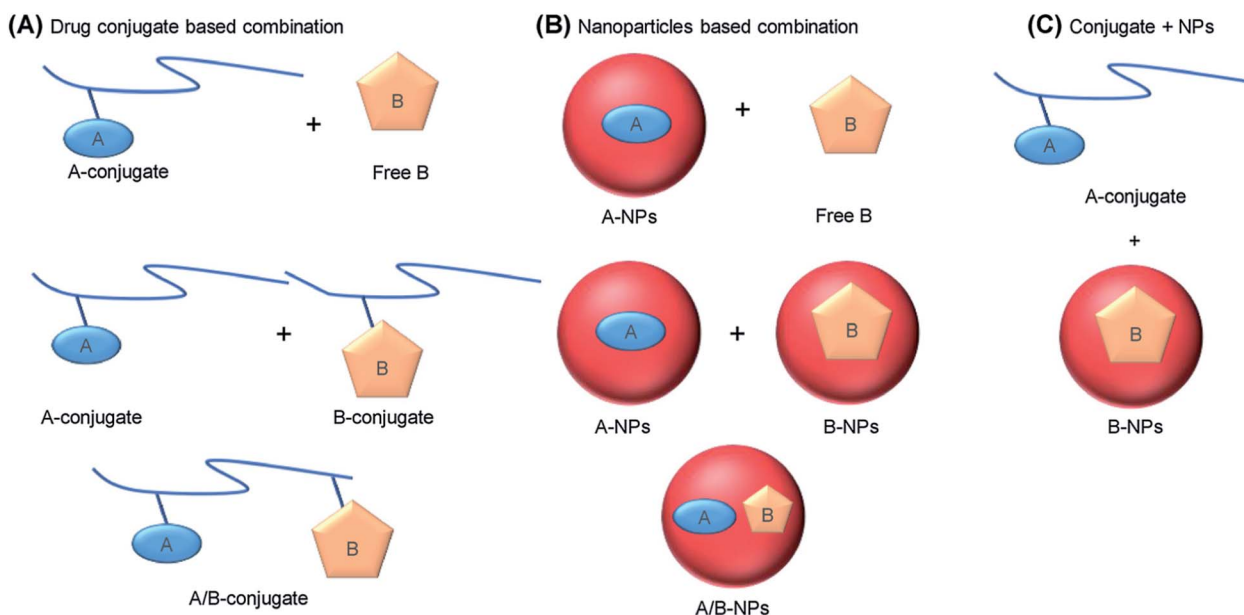 (A) Drug conjugate based combination
A
A-conjugate
+
B
Free B
A
A-conjugate
+
B
B-conjugate
A
B
A/B-conjugate
(B) Nanoparticles based combination
A
A-NPs
+
B
Free B
A
A-NPs
+
B
B-NPs
A
B
A/B-NPs
(C) Conjugate + NPs
A
A-conjugate
+
B
B-NPs